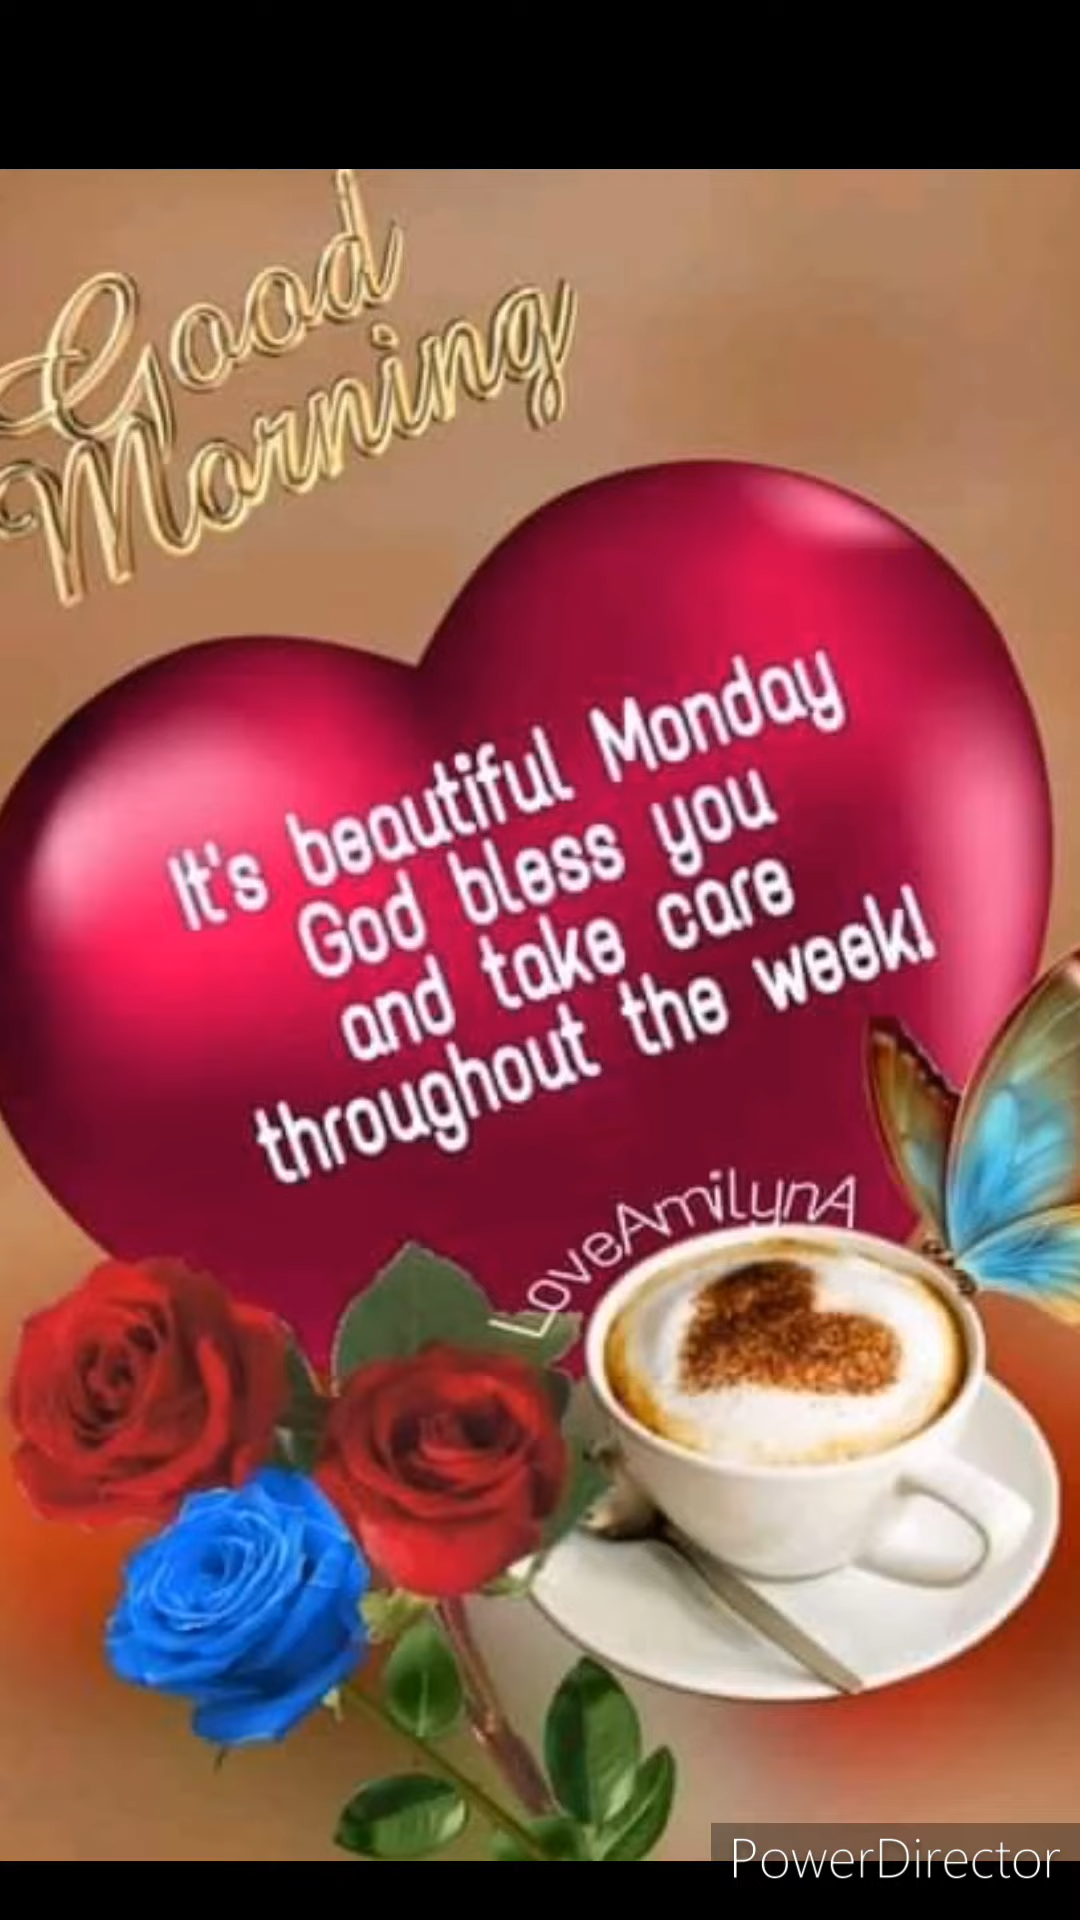 Good
Morning
It's beautiful Monday
God bless you
and take care
throughout the week!
LoveAmilynA
PowerDirector